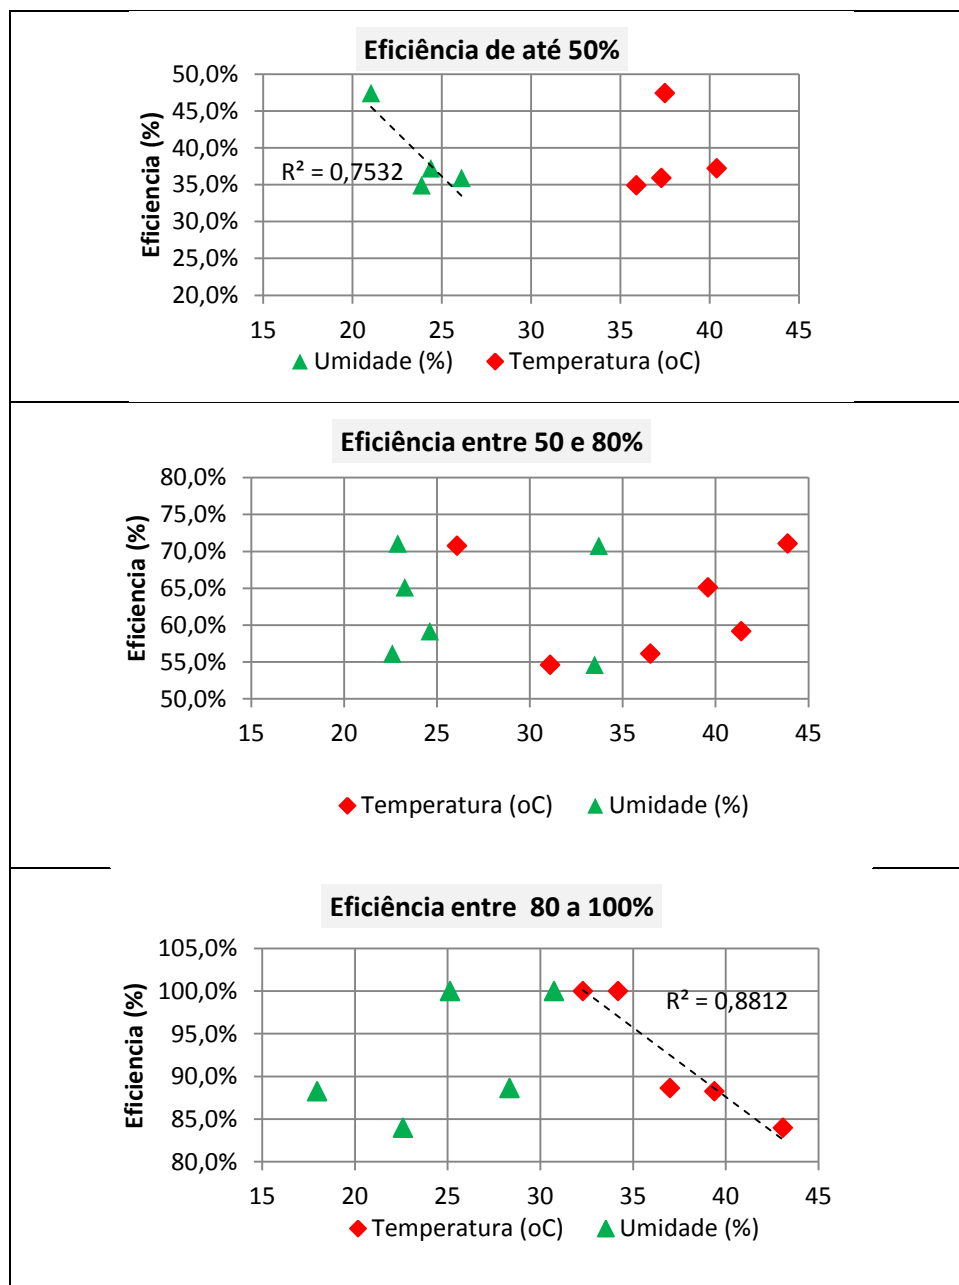 Eficiência de até 50%
Eficiencia (%)
50,0%
45,0%
40,0%
35,0%
30,0%
25,0%
20,0%
R² = 0,7532
15 20 25 30 35 40 45
Umidade (%) Temperatura (oC)
Eficiência entre 50 e 80%
Eficiencia (%)
80,0%
75,0%
70,0%
65,0%
60,0%
55,0%
50,0%
15 20 25 30 35 40 45
Temperatura (oC) Umidade (%)
Eficiência entre 80 a 100%
Eficiencia (%)
105,0%
100,0%
95,0%
90,0%
85,0%
80,0%
R² = 0,8812
15 20 25 30 35 40 45
Temperatura (oC) Umidade (%)